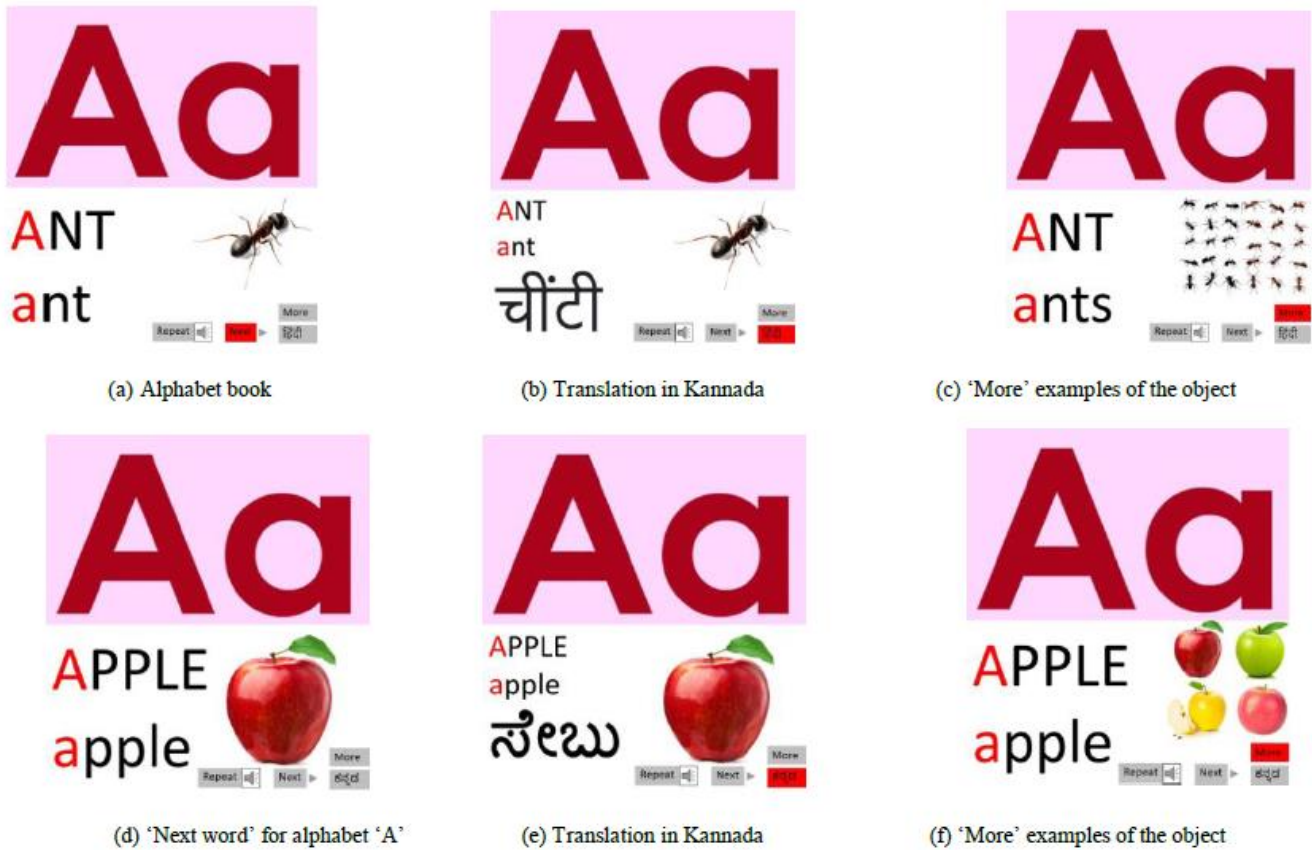 Aa
ANT
ant
More
Repeat Next हिंदी
(a) Alphabet book
Aa
ANT
ant
चींटी
More
Repeat Next हिंदी
(b) Translation in Kannada
Aa
ANT
ants
More
Repeat Next हिंदी
(c) ‘More’ examples of the object
Aa
APPLE
apple
More
Repeat Next ಕನ್ನಡ
(d) ‘Next word’ for alphabet ‘A’
Aa
APPLE
apple
ಸೇಬು
More
Repeat Next ಕನ್ನಡ
(e) Translation in Kannada
Aa
APPLE
apple
More
Repeat Next ಕನ್ನಡ
(f) ‘More’ examples of the object